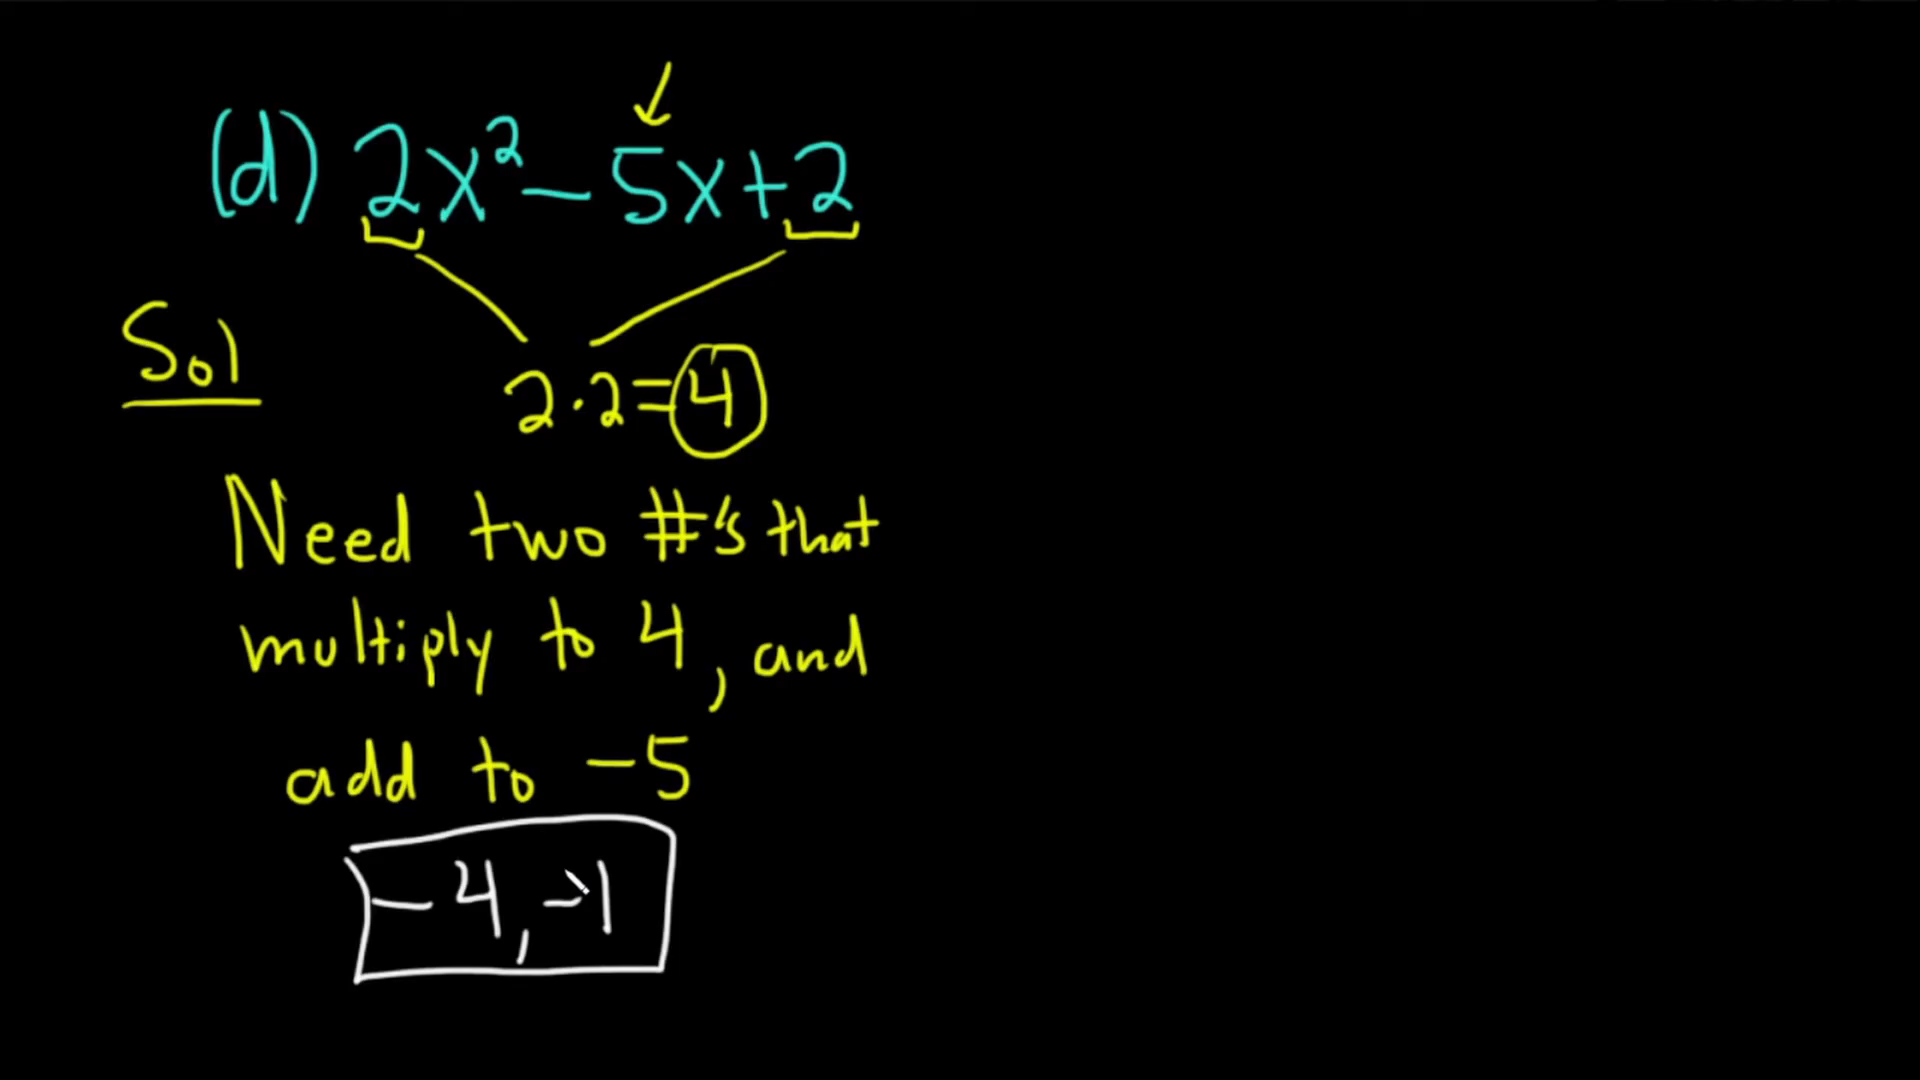 (d) 2x² - 5x + 2
Sol
2·2=4
Need two #'s that
multiply to 4, and
add to -5
-4, -1